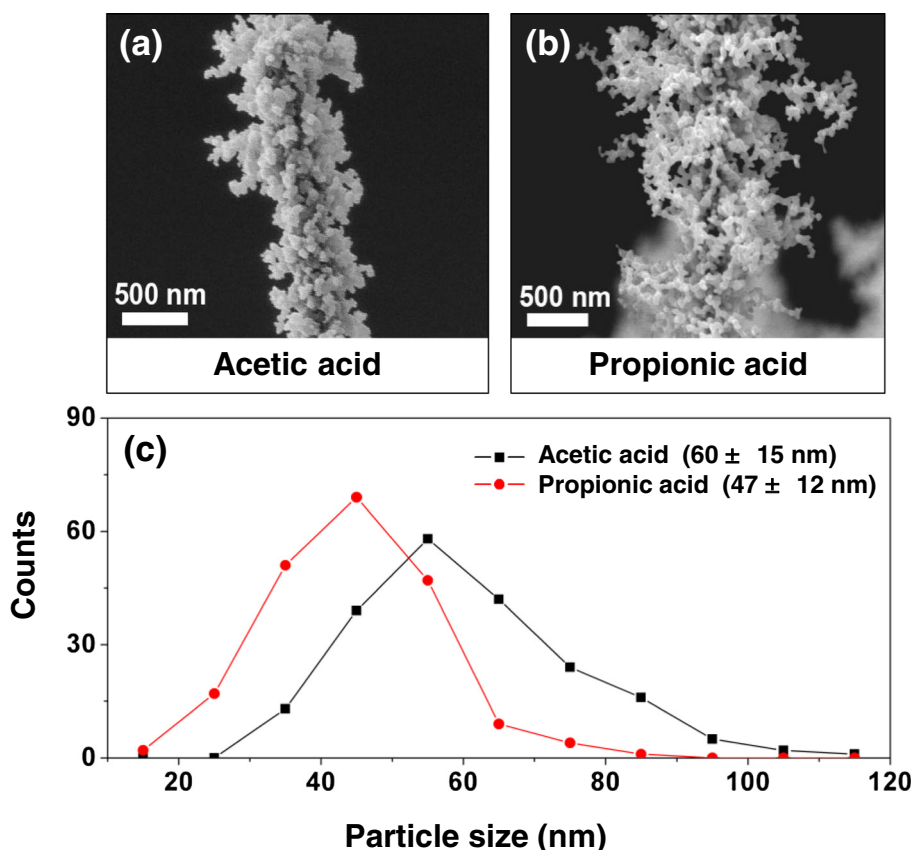 (a)
500 nm
Acetic acid
(b)
500 nm
Propionic acid
(c)
Acetic acid (60 ± 15 nm)
Propionic acid (47 ± 12 nm)
90
60
30
0
Counts
20 40 60 80 100 120
Particle size (nm)